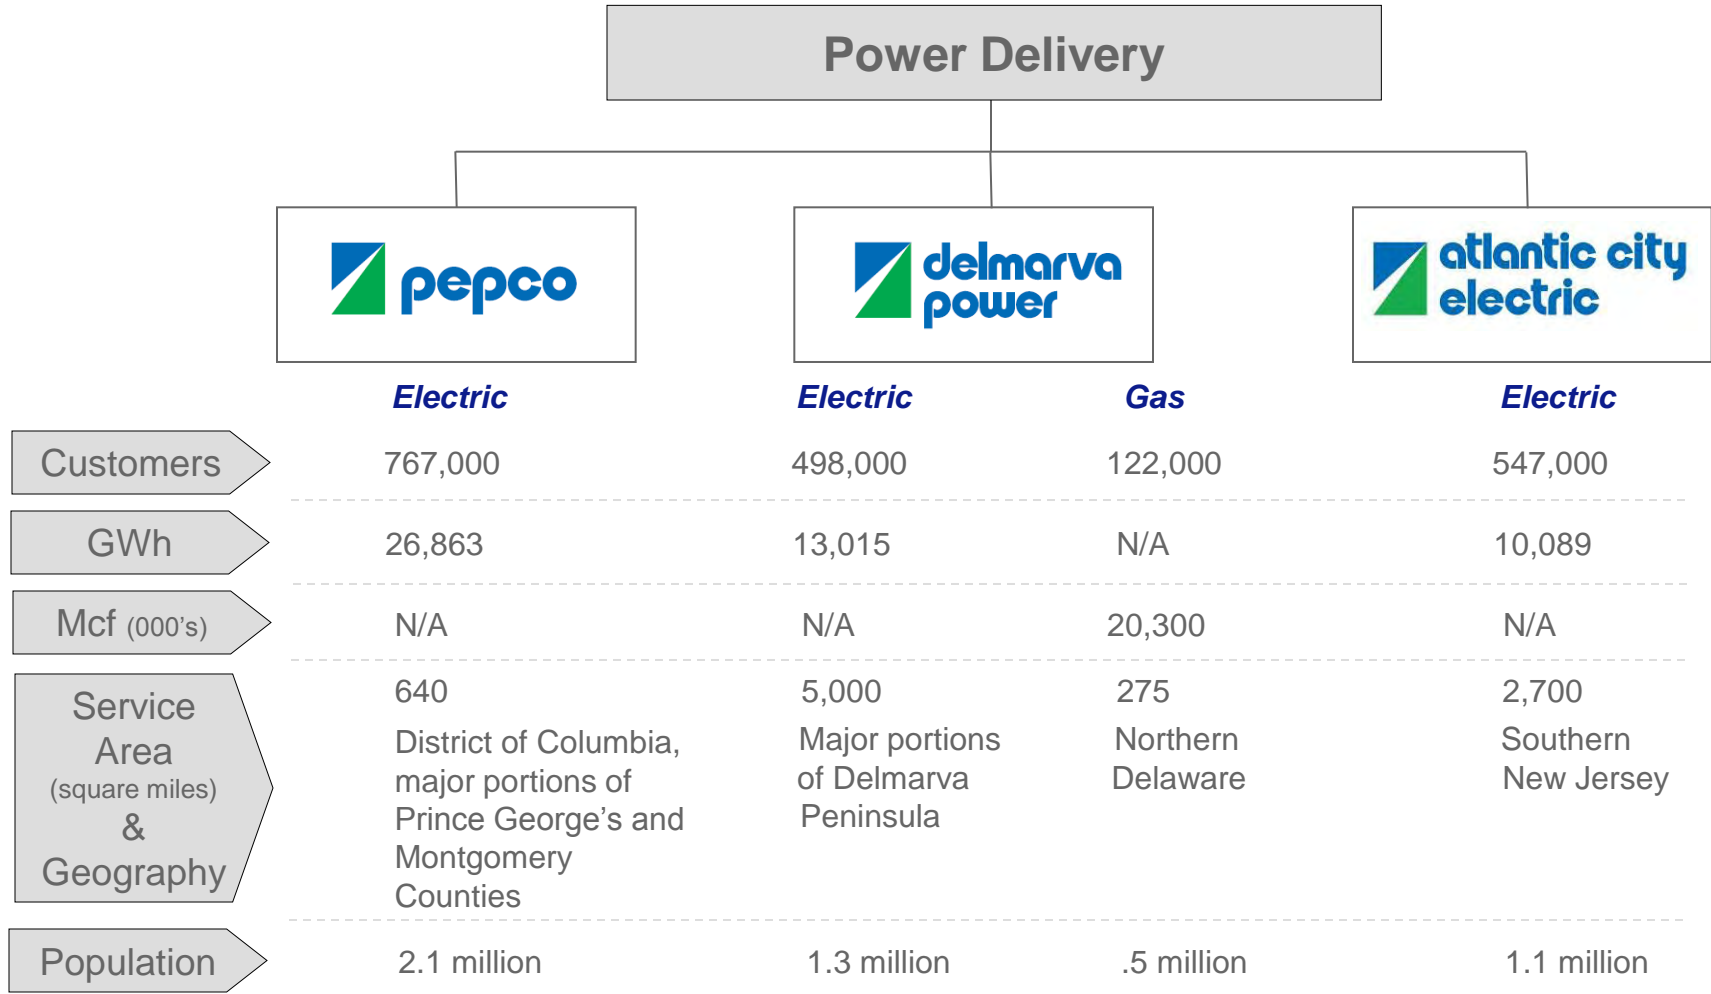 Power Delivery
pepco
delmarva
power
atlantic city
electric
Electric
Electric
Gas
Electric
Customers
767,000
498,000
122,000
547,000
GWh
26,863
13,015
N/A
10,089
Mcf (000’s)
N/A
N/A
20,300
N/A
Service
Area
(square miles)
&
Geography
640
District of Columbia,
major portions of
Prince George’s and
Montgomery
Counties
5,000
Major portions
of Delmarva
Peninsula
275
Northern
Delaware
2,700
Southern
New Jersey
Population
2.1 million
1.3 million
.5 million
1.1 million